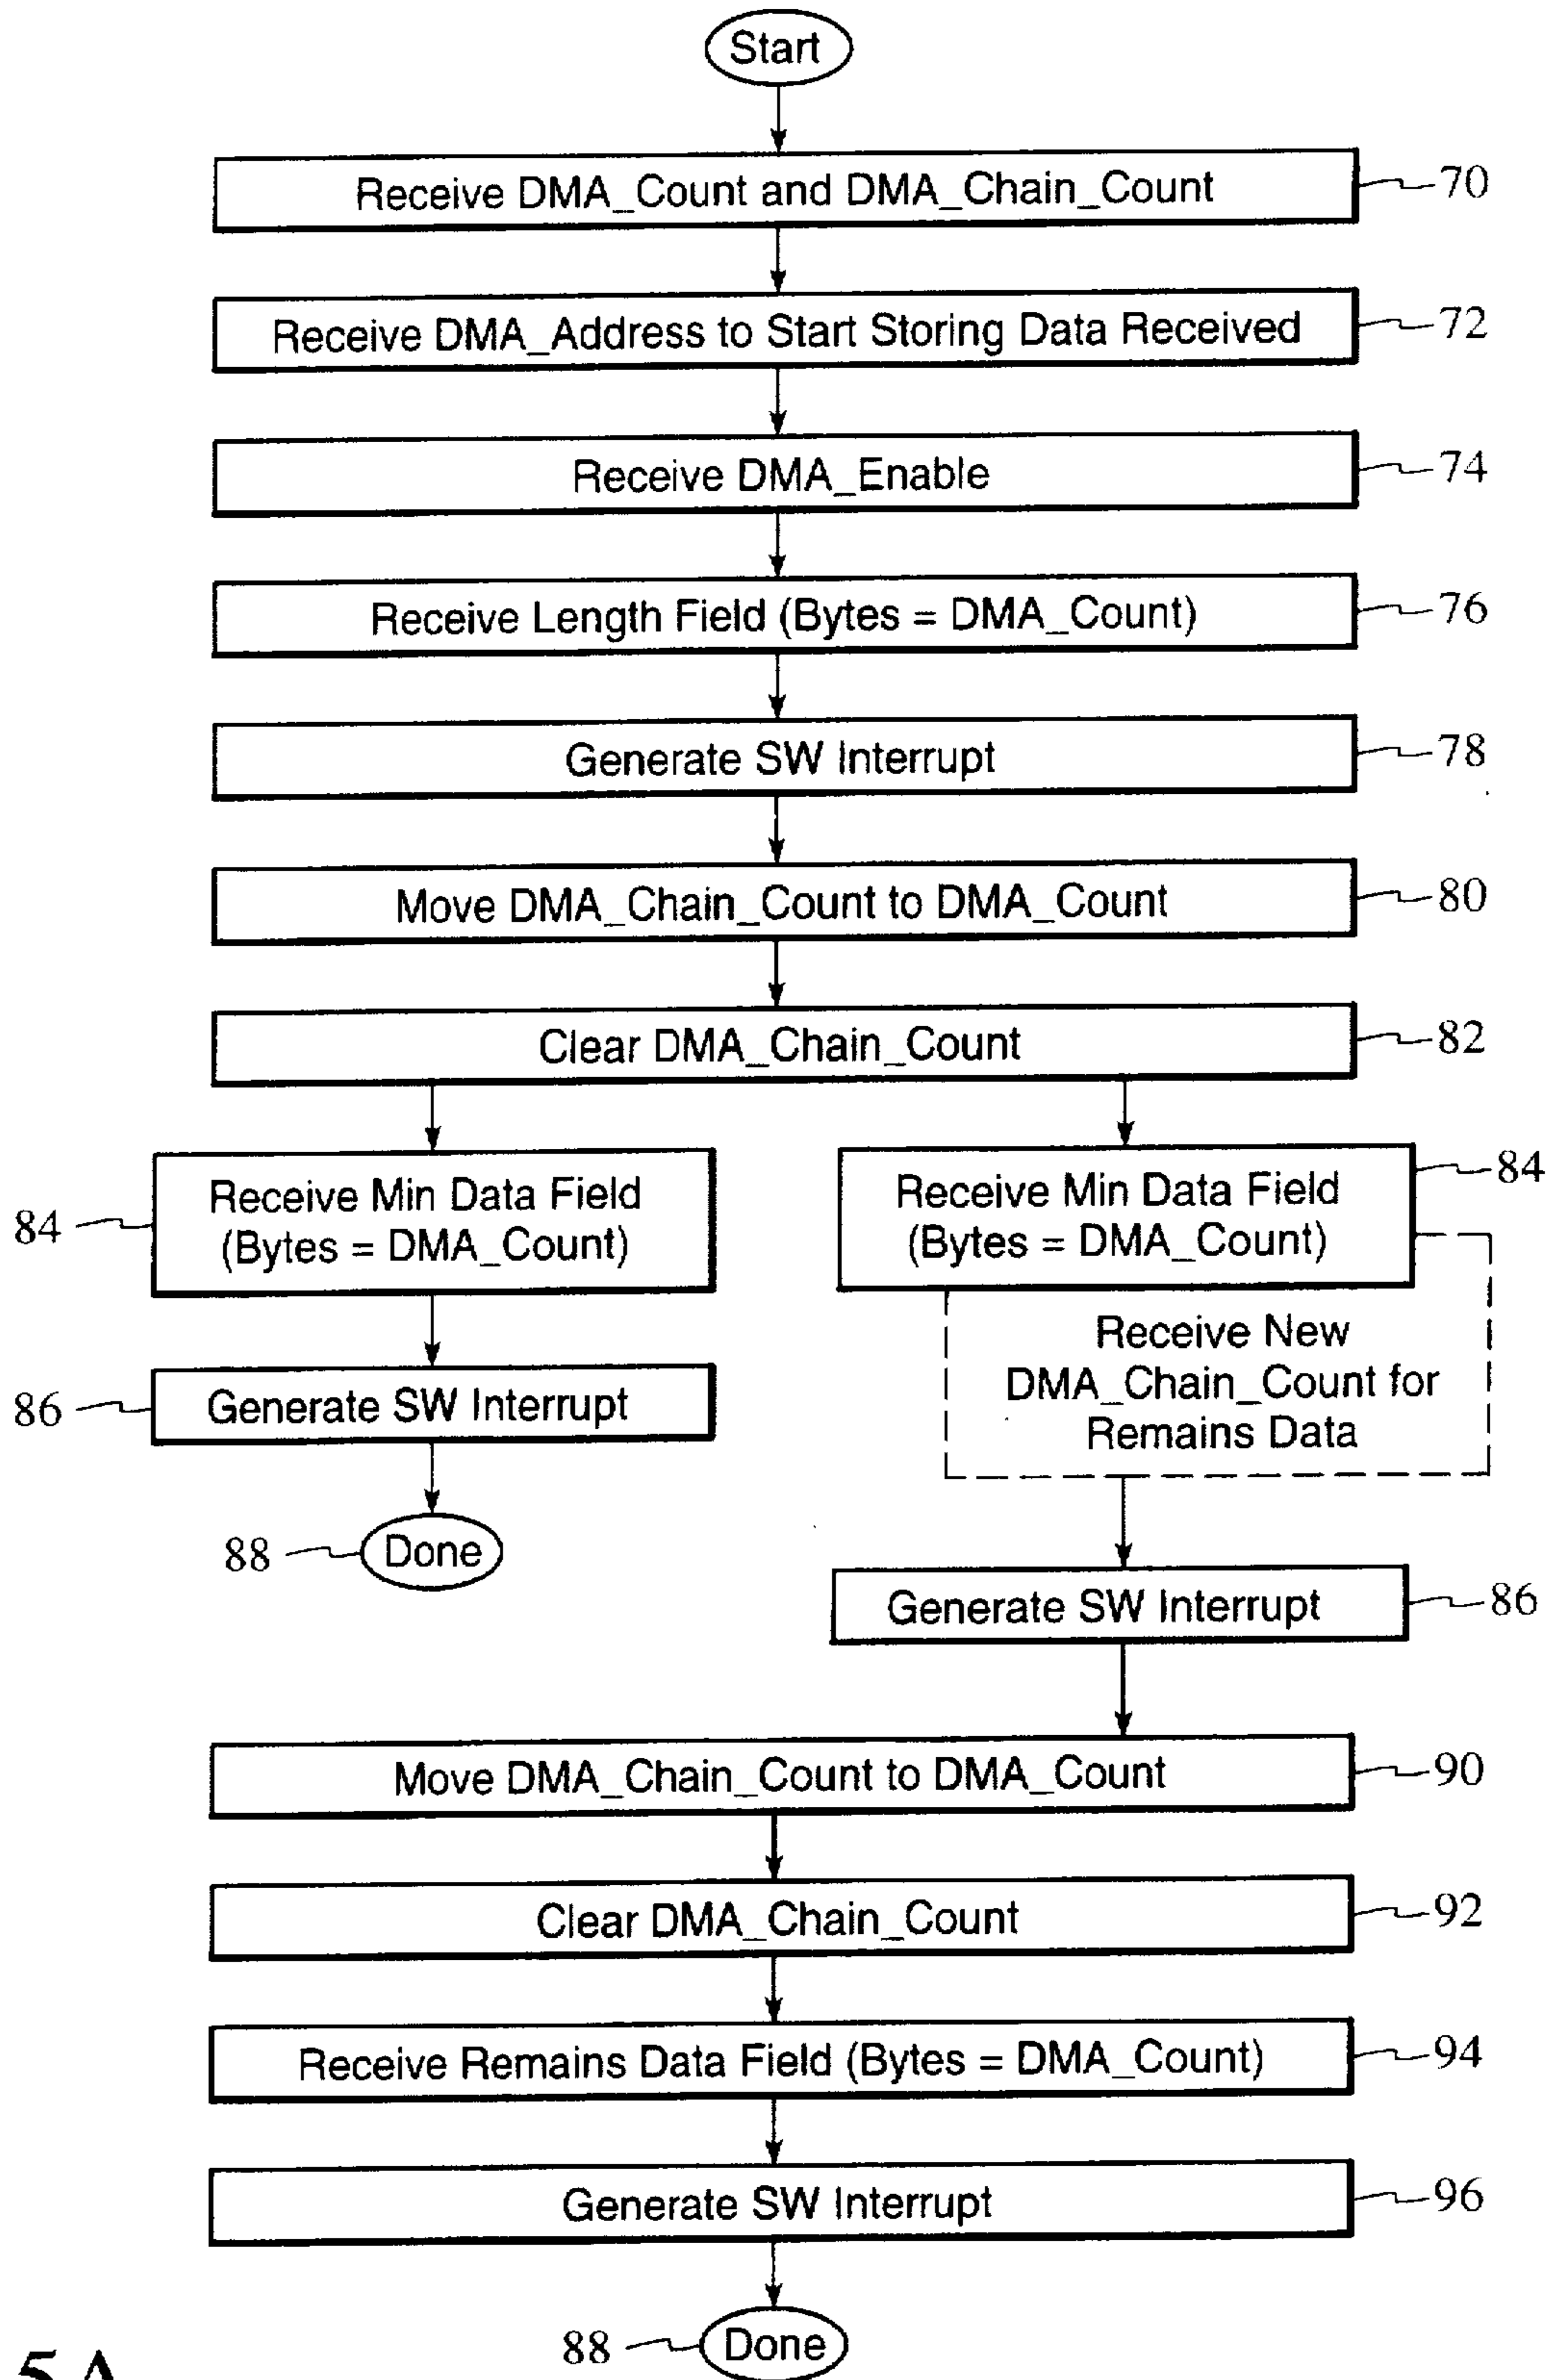 Start
Receive DMA_Count and DMA_Chain_Count
70
Receive DMA_Address to Start Storing Data Received
72
Receive DMA_Enable
74
Receive Length Field (Bytes = DMA_Count)
76
Generate SW Interrupt
78
Move DMA_Chain_Count to DMA_Count
80
Clear DMA_Chain_Count
82
84
Receive Min Data Field
(Bytes = DMA_Count)
86
Generate SW Interrupt
88
Done
Receive Min Data Field
(Bytes = DMA_Count)
84
Receive New
DMA_Chain_Count for
Remains Data
Generate SW Interrupt
86
Move DMA_Chain_Count to DMA_Count
90
Clear DMA_Chain_Count
92
Receive Remains Data Field (Bytes = DMA_Count)
94
Generate SW Interrupt
96
88
Done
5A